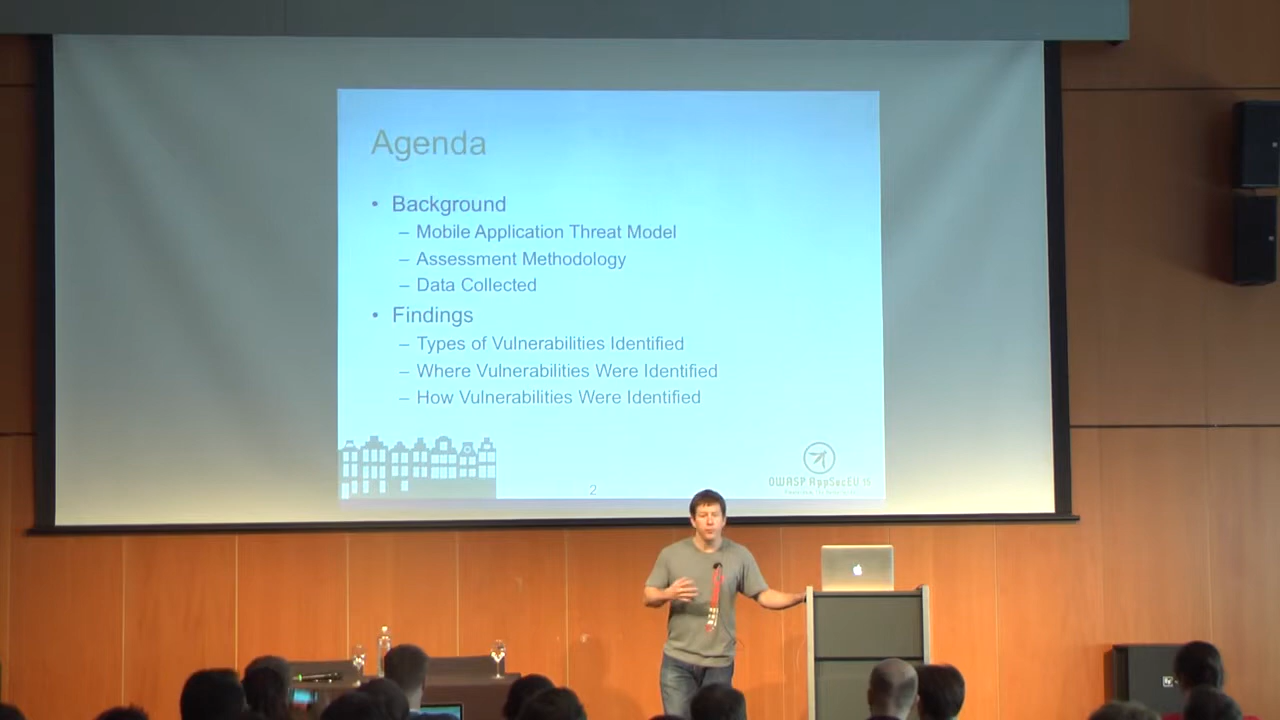 Agenda
• Background
– Mobile Application Threat Model
– Assessment Methodology
– Data Collected
• Findings
– Types of Vulnerabilities Identified
– Where Vulnerabilities Were Identified
– How Vulnerabilities Were Identified
2
OWASP AppSecEU 15